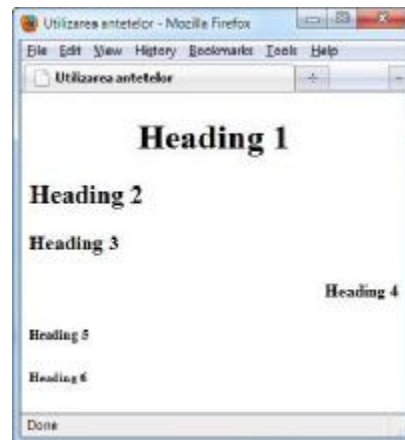 Utilizarea antetelor - Mozilla Firefox
File Edit View History Bookmarks Tools Help
Utilizarea antetelor
Heading 1
Heading 2
Heading 3
Heading 4
Heading 5
Heading 6
Done